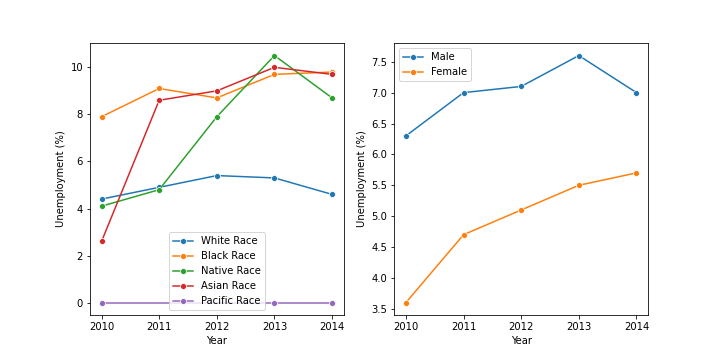 Unemployment (%)
10
8
6
4
2
0
White Race
Black Race
Native Race
Asian Race
Pacific Race
2010 2011 2012 2013 2014
Year
Unemployment (%)
7.5
7.0
6.5
6.0
5.5
5.0
4.5
4.0
3.5
Male
Female
2010 2011 2012 2013 2014
Year